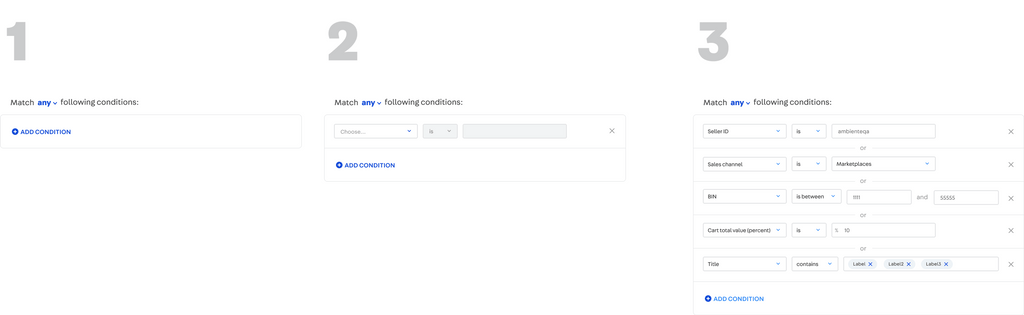 1
Match any following conditions:
ADD CONDITION
2
Match any following conditions:
Choose... is
ADD CONDITION
3
Match any following conditions:
Seller ID is ambienteqa
or
Sales channel is Marketplaces
or
BIN is between 1111 and 55555
or
Cart total value (percent) is % 10
or
Title contains Label Label2 Label3
ADD CONDITION